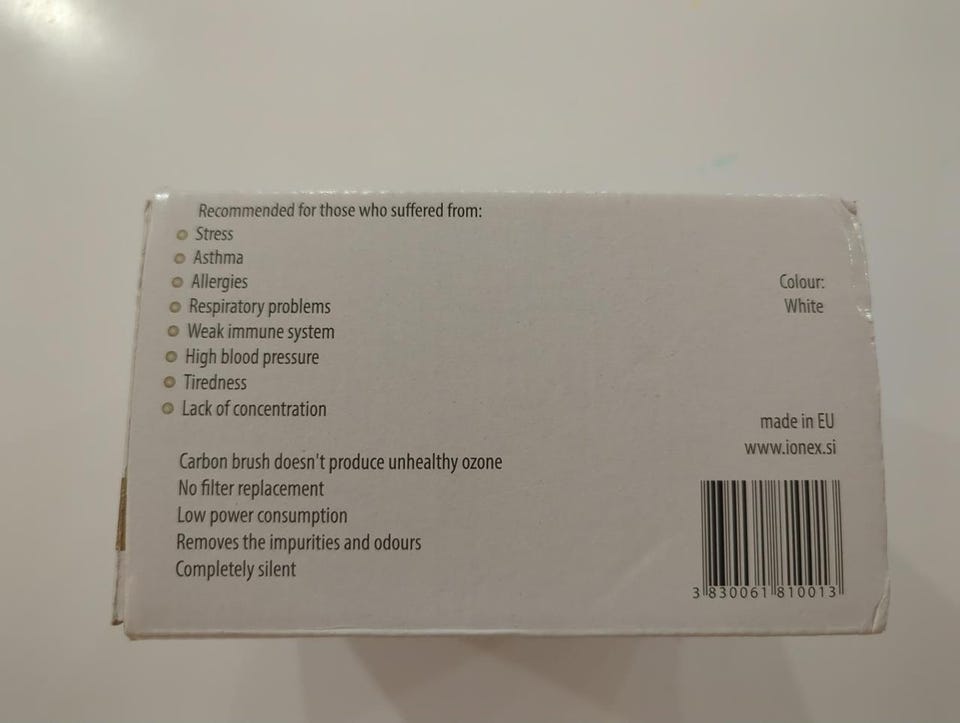 Recommended for those who suffered from:
Stress
Asthma
Allergies
Respiratory problems
Weak immune system
High blood pressure
Tiredness
Lack of concentration
Carbon brush doesn't produce unhealthy ozone
No filter replacement
Low power consumption
Removes the impurities and odours
Completely silent
Colour:
White
made in EU
www.ionex.si
3 830061 810013